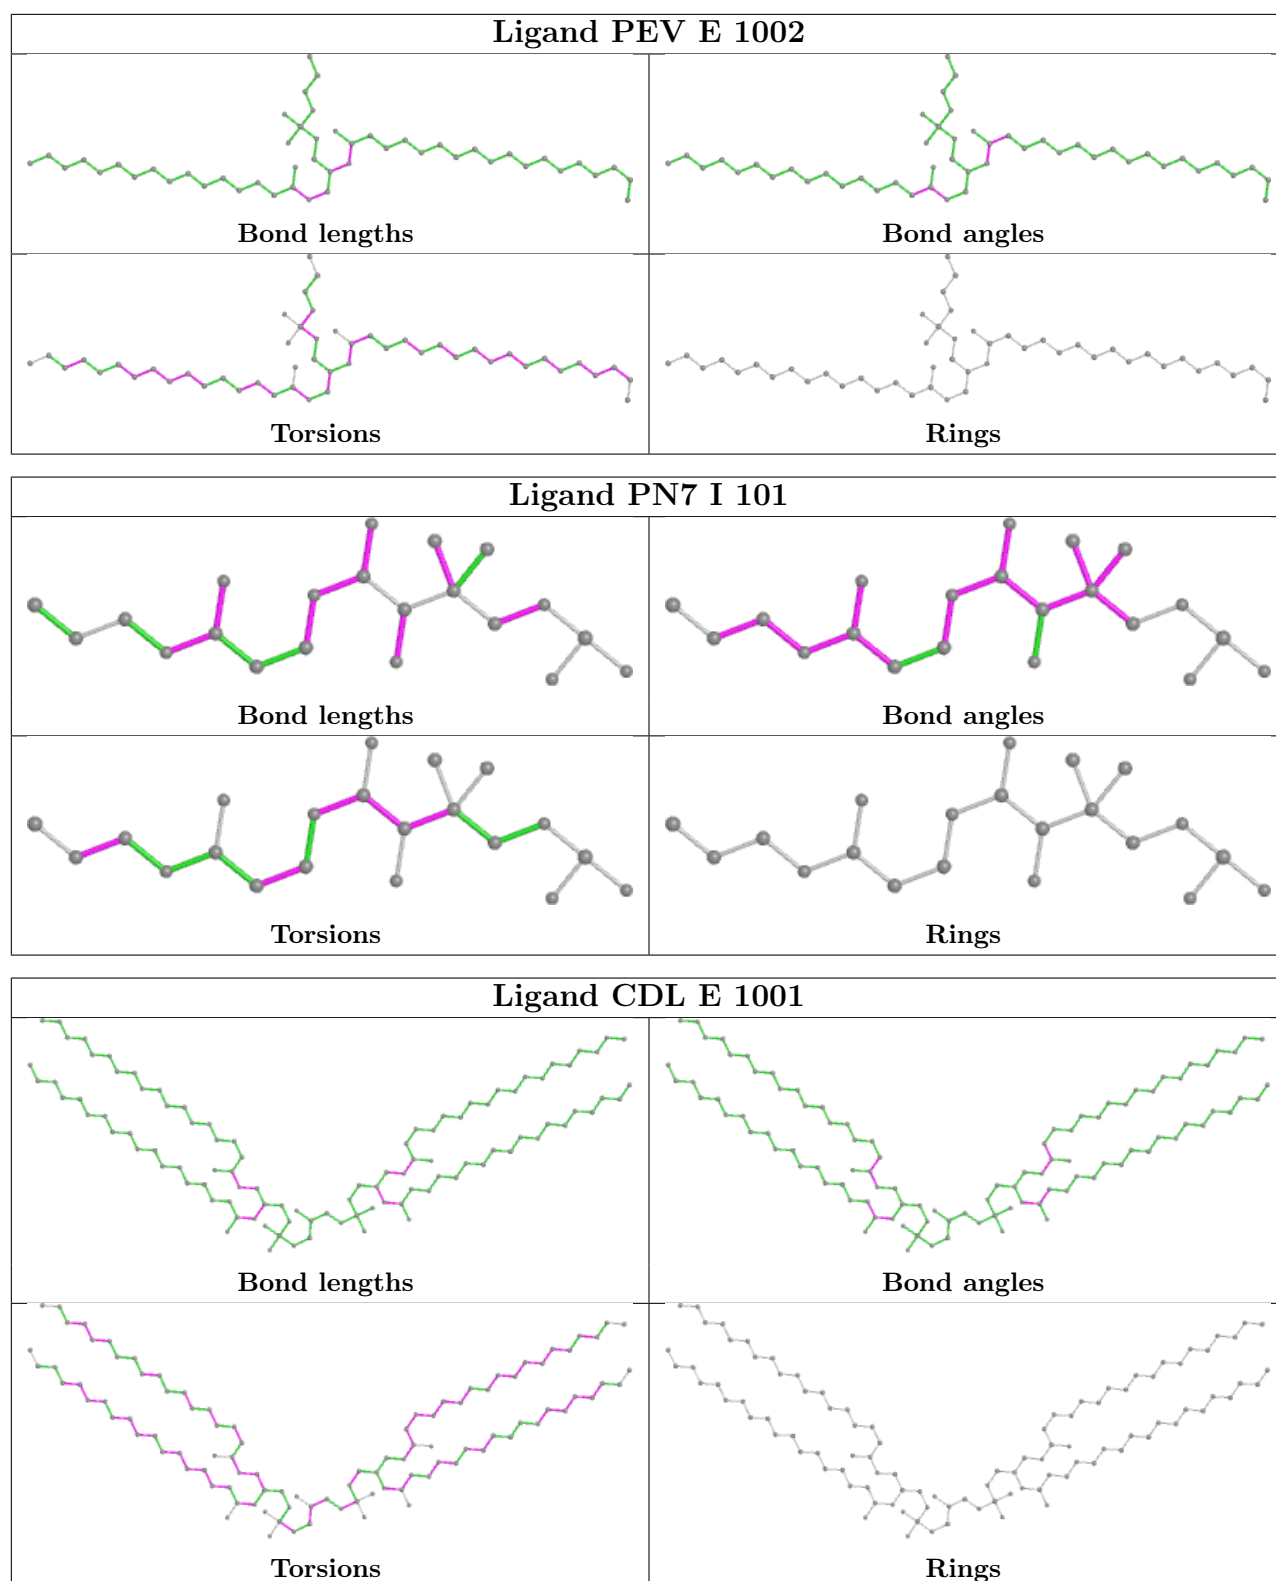 Ligand PEV E 1002
Bond lengths
Bond angles
Torsions
Rings
Ligand PN7 I 101
Bond lengths
Bond angles
Torsions
Rings
Ligand CDL E 1001
Bond lengths
Bond angles
Torsions
Rings